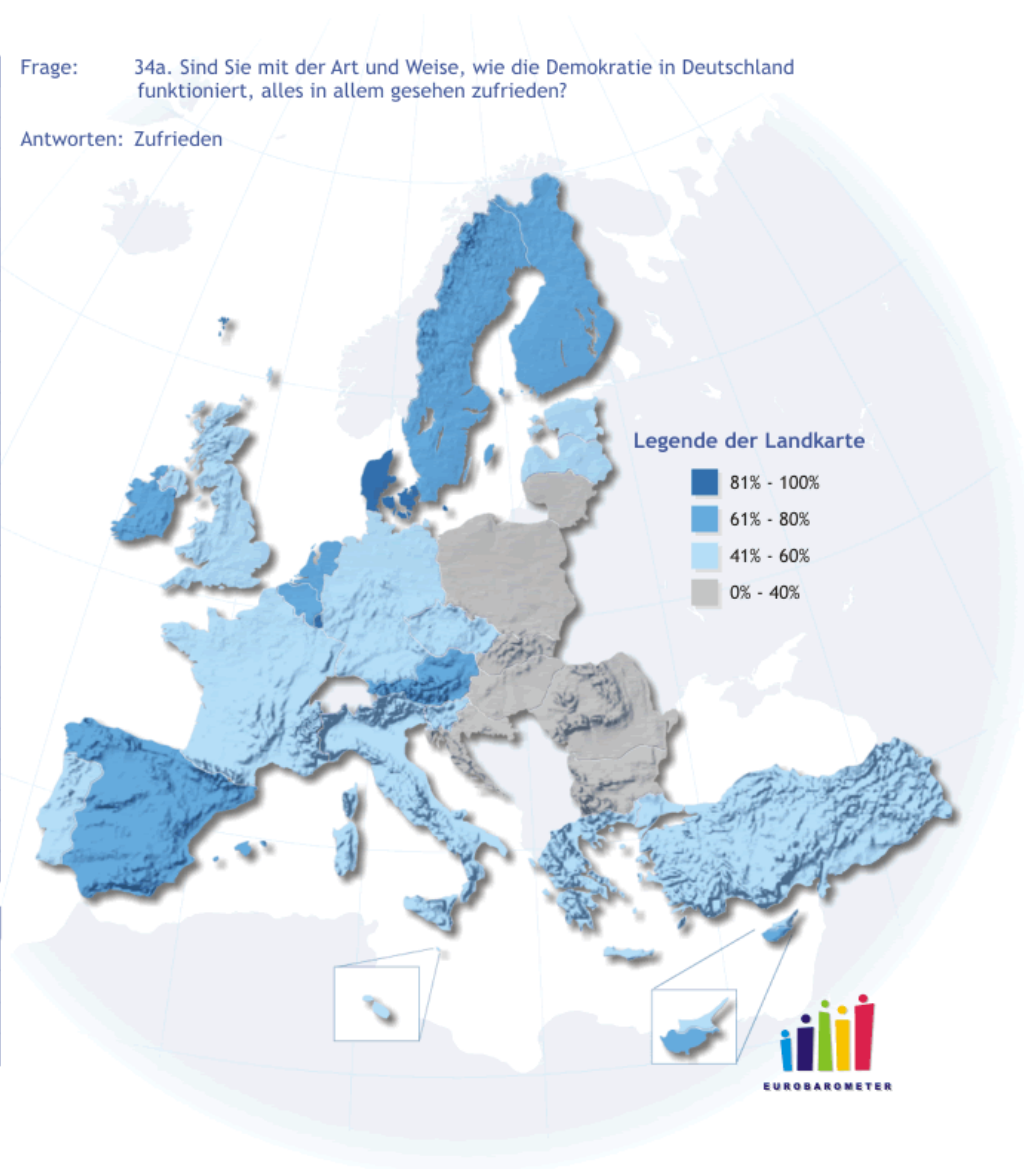 Frage: 34a. Sind Sie mit der Art und Weise, wie die Demokratie in Deutschland
funktioniert, alles in allem gesehen zufrieden?
Antworten: Zufrieden
Legende der Landkarte
81% - 100%
61% - 80%
41% - 60%
0% - 40%
EUROBAROMETER